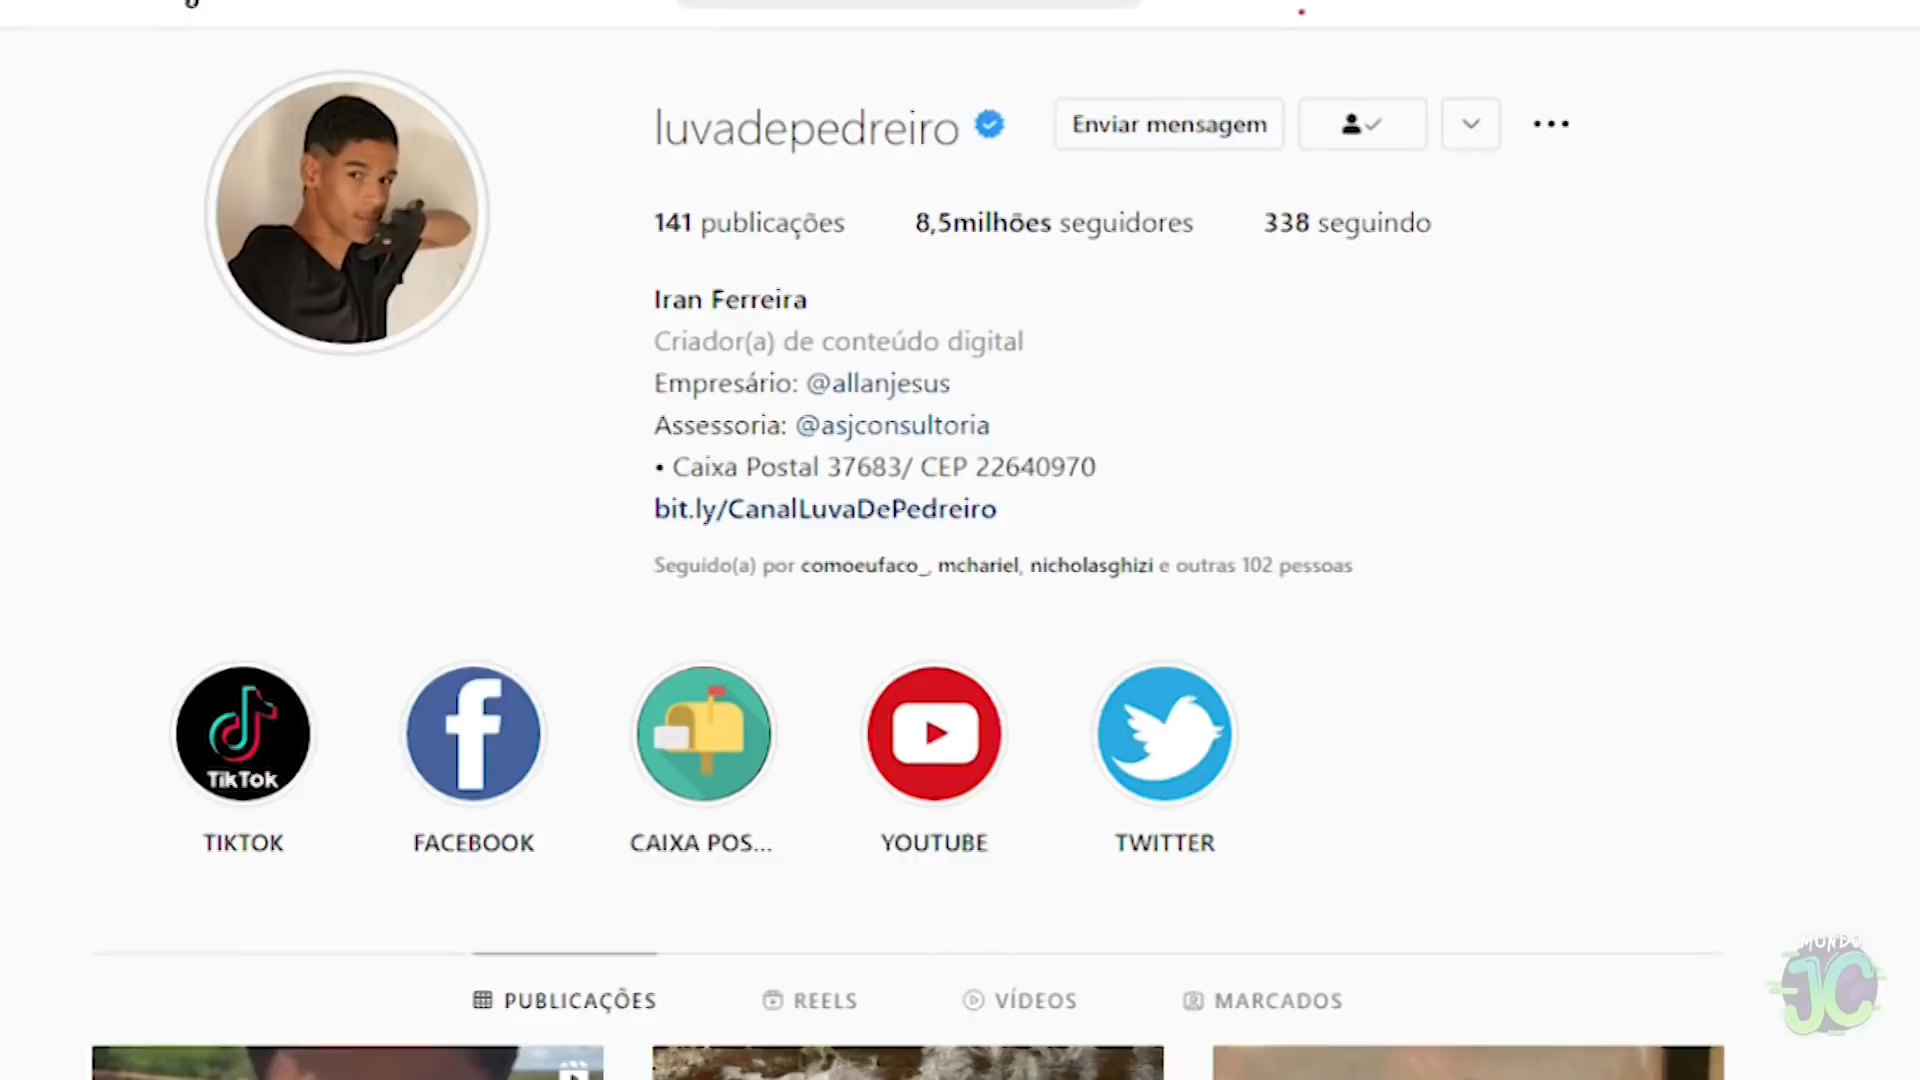 luvadepedreiro
Enviar mensagem
141 publicações 8,5milhões seguidores 338 seguindo
Iran Ferreira
Criador(a) de conteúdo digital
Empresário: @allanjesus
Assessoria: @asjconsultoria
• Caixa Postal 37683/ CEP 22640970
bit.ly/CanalLuvaDePedreiro
Seguido(a) por comoeufaco_, mchariel, nicholasghizi e outras 102 pessoas
TikTok
TIKTOK FACEBOOK CAIXA POS... YOUTUBE TWITTER
PUBLICAÇÕES REELS VÍDEOS MARCADOS
MUNDO
JC